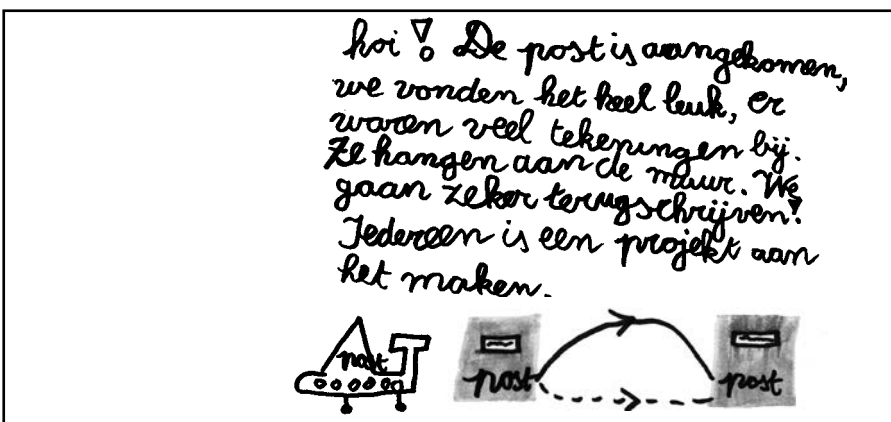 hoi! De post is aangekomen,
we vonden het heel leuk, er
waren veel tekeningen bij.
Ze hangen aan de muur. We
gaan zeker terugschrijven!
Iedereen is een projekt aan
het maken.
post
post
post